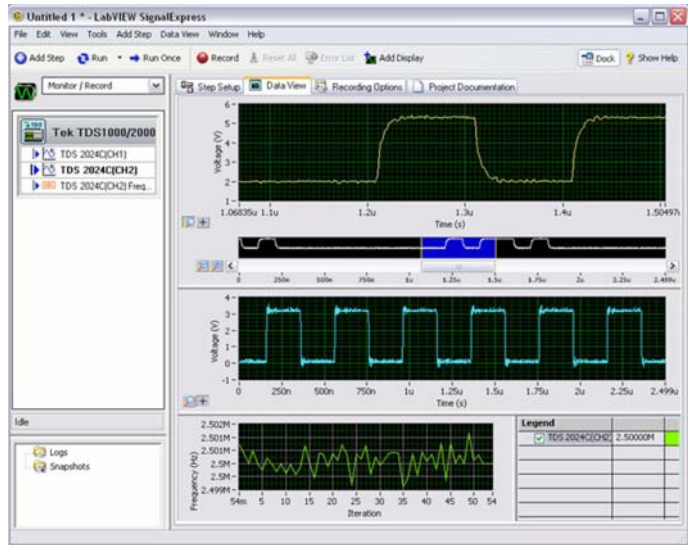 Untitled 1 * - LabVIEW SignalExpress
File Edit View Tools Add Step Data View Window Help
Add Step Run Run Once Record Reset All Error List Add Display Dock Show Help
Monitor / Record
Step Setup Data View Recording Options Project Documentation
Tek TDS1000/2000
TDS 2024C(CH1)
TDS 2024C(CH2)
TDS 2024C(CH2) Freq...
Voltage (V)
6-
5-
4-
3-
2-
1-
1.06835u 1.1u 1.2u 1.3u 1.4u 1.50497u
Time (s)
0 250n 500n 750n 1u 1.25u 1.5u 1.75u 2u 2.25u 2.499u
Voltage (V)
4-
3-
2-
1-
0-
-1-
0 250n 500n 750n 1u 1.25u 1.5u 1.75u 2u 2.25u 2.499u
Time (s)
Idle
Logs
Snapshots
Frequency (Hz)
2.502M-
2.501M-
2.501M-
2.5M-
2.5M-
2.499M-
54m 5 10 15 20 25 30 35 40 45 50 54
Iteration
Legend
TDS 2024C(CH2) 2.50000M